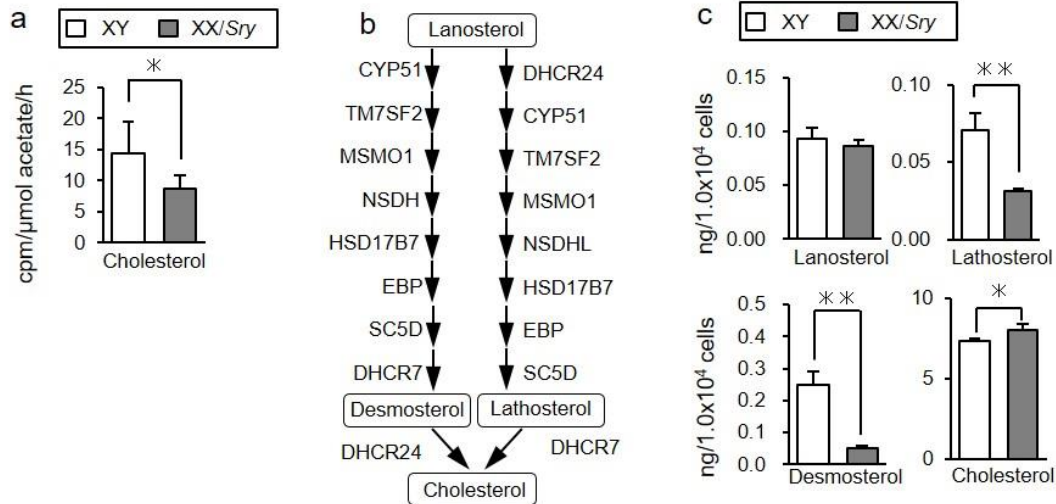 a
XY XX/Sry
cpm/μmol acetate/h
25
20
15
10
5
0
*
Cholesterol
b
Lanosterol
CYP51 DHCR24
TM7SF2 CYP51
MSMO1 TM7SF2
NSDH MSMO1
HSD17B7 NSDHL
EBP HSD17B7
SC5D EBP
DHCR7 SC5D
Desmosterol Lathosterol
DHCR24 DHCR7
Cholesterol
c
XY XX/Sry
ng/1.0x10⁴ cells
0.15
0.10
0.05
0.00
Lanosterol
0.10
0.05
0.00
**
Lathosterol
ng/1.0x10⁴ cells
0.5
0.4
0.3
0.2
0.1
0.0
**
Desmosterol
10
5
0
*
Cholesterol